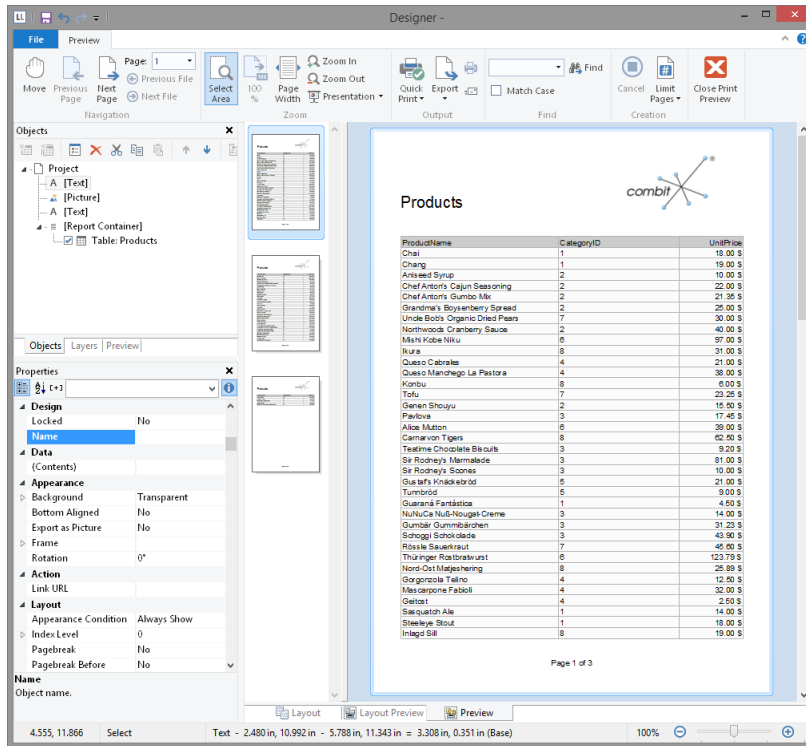 LL Designer -
File Preview
Page: 1
Previous File
Next File
Move Previous Page Next Page
Navigation
Select Area
100 % Page Width
Zoom In
Zoom Out
Presentation
Zoom
Quick Print Export
Output
Find
Match Case
Find
Cancel Limit Pages
Creation
Close Print Preview
Objects
Project
[Text]
[Picture]
[Text]
[Report Container]
Table: Products
Objects Layers Preview
Properties
Design
Locked No
Name
Data
(Contents)
Appearance
Background Transparent
Bottom Aligned No
Export as Picture No
Frame
Rotation 0°
Action
Link URL
Layout
Appearance Condition Always Show
Index Level 0
Pagebreak No
Pagebreak Before No
Name
Object name.
combit
Products
ProductName CategoryID UnitPrice
Chai 1 18.00 $
Chang 1 19.00 $
Aniseed Syrup 2 10.00 $
Chef Anton's Cajun Seasoning 2 22.00 $
Chef Anton's Gumbo Mix 2 21.35 $
Grandma's Boysenberry Spread 2 25.00 $
Uncle Bob's Organic Dried Pears 7 30.00 $
Northwoods Cranberry Sauce 2 40.00 $
Mishi Kobe Niku 6 97.00 $
Ikura 8 31.00 $
Queso Cabrales 4 21.00 $
Queso Manchego La Pastora 4 38.00 $
Konbu 8 6.00 $
Tofu 7 23.25 $
Genen Shouyu 2 15.50 $
Pavlova 3 17.45 $
Alice Mutton 6 39.00 $
Carnarvon Tigers 8 62.50 $
Teatime Chocolate Biscuits 3 9.20 $
Sir Rodney's Marmalade 3 81.00 $
Sir Rodney's Scones 3 10.00 $
Gustaf's Knäckebröd 5 21.00 $
Tunnbröd 5 9.00 $
Guaraná Fantástica 1 4.50 $
NuNuCa Nuß-Nougat-Creme 3 14.00 $
Gumbär Gummibärchen 3 31.23 $
Schoggi Schokolade 3 43.90 $
Rössle Sauerkraut 7 45.60 $
Thüringer Rostbratwurst 6 123.79 $
Nord-Ost Matjeshering 8 25.89 $
Gorgonzola Telino 4 12.50 $
Mascarpone Fabioli 4 32.00 $
Geitost 4 2.50 $
Sasquatch Ale 1 14.00 $
Steeleye Stout 1 18.00 $
Inlagd Sill 8 19.00 $
Page 1 of 3
Layout Layout Preview Preview
4.555, 11.866 Select Text - 2.480 in, 10.992 in - 5.788 in, 11.343 in = 3.308 in, 0.351 in (Base) 100%